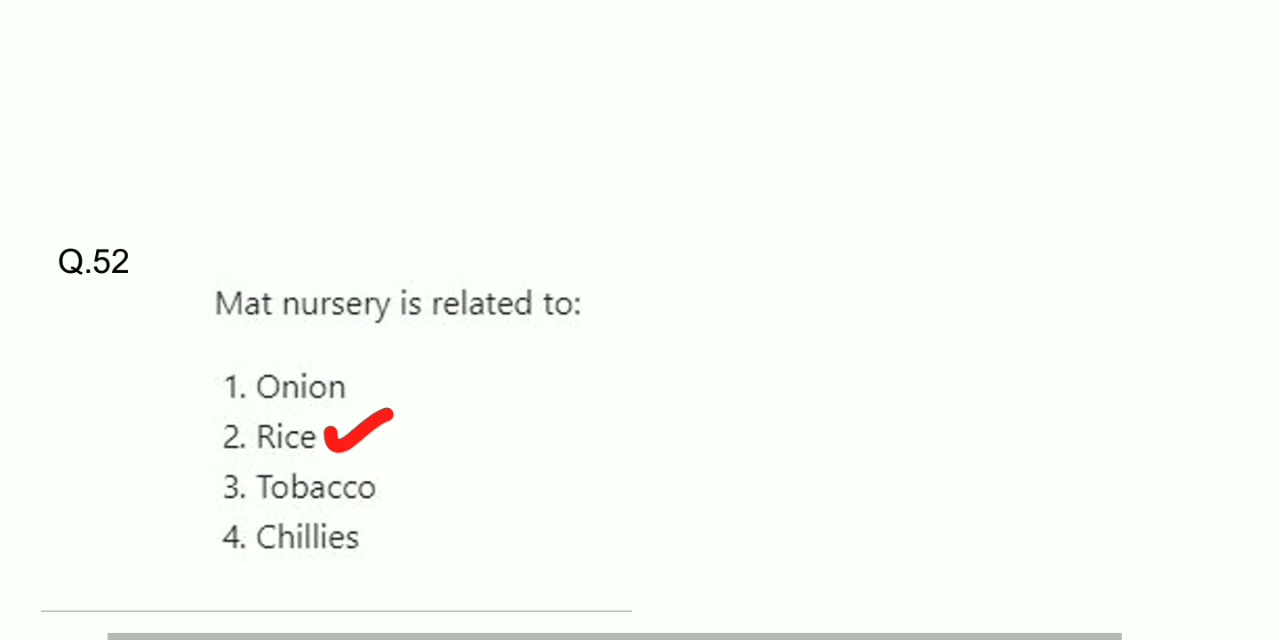 Q.52
Mat nursery is related to:
1. Onion
2. Rice
3. Tobacco
4. Chillies